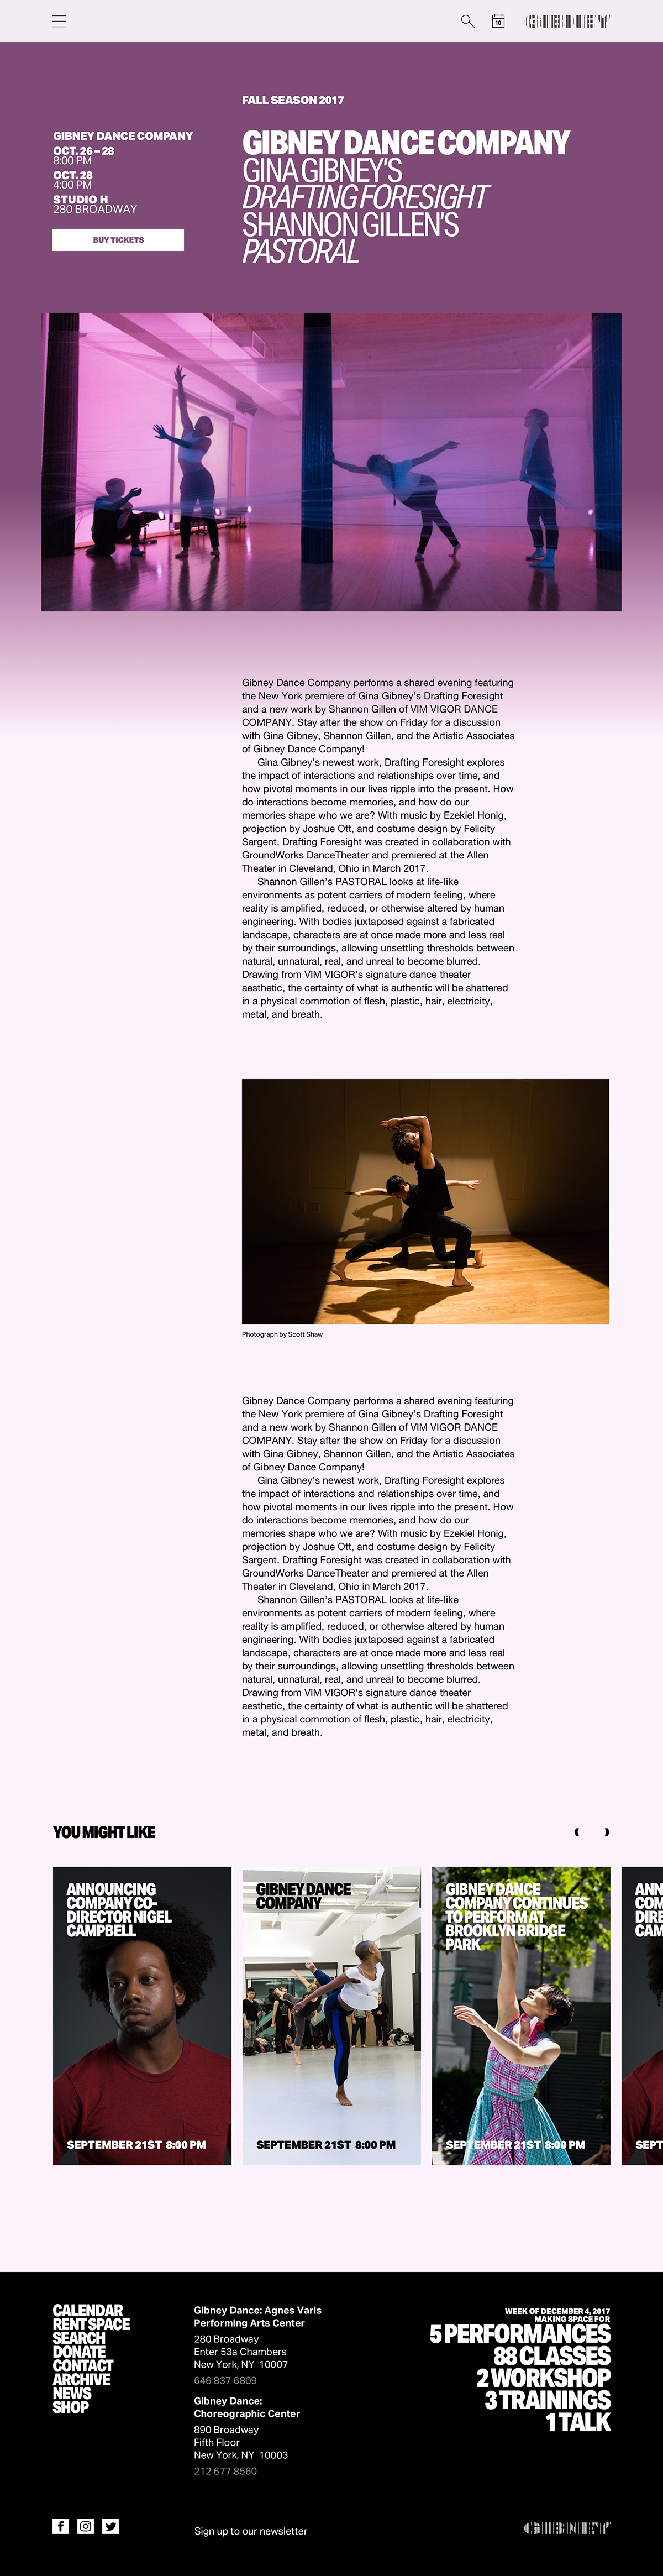 10
GIBNEY
FALL SEASON 2017
GIBNEY DANCE COMPANY
OCT. 26 – 28
8:00 PM
OCT. 28
4:00 PM
STUDIO H
280 BROADWAY
BUY TICKETS
GIBNEY DANCE COMPANY
GINA GIBNEY'S
DRAFTING FORESIGHT
SHANNON GILLEN'S
PASTORAL
Gibney Dance Company performs a shared evening featuring
the New York premiere of Gina Gibney's Drafting Foresight
and a new work by Shannon Gillen of VIM VIGOR DANCE
COMPANY. Stay after the show on Friday for a discussion
with Gina Gibney, Shannon Gillen, and the Artistic Associates
of Gibney Dance Company!
Gina Gibney's newest work, Drafting Foresight explores
the impact of interactions and relationships over time, and
how pivotal moments in our lives ripple into the present. How
do interactions become memories, and how do our
memories shape who we are? With music by Ezekiel Honig,
projection by Joshue Ott, and costume design by Felicity
Sargent. Drafting Foresight was created in collaboration with
GroundWorks DanceTheater and premiered at the Allen
Theater in Cleveland, Ohio in March 2017.
Shannon Gillen's PASTORAL looks at life-like
environments as potent carriers of modern feeling, where
reality is amplified, reduced, or otherwise altered by human
engineering. With bodies juxtaposed against a fabricated
landscape, characters are at once made more and less real
by their surroundings, allowing unsettling thresholds between
natural, unnatural, real, and unreal to become blurred.
Drawing from VIM VIGOR's signature dance theater
aesthetic, the certainty of what is authentic will be shattered
in a physical commotion of flesh, plastic, hair, electricity,
metal, and breath.
Photograph by Scott Shaw
Gibney Dance Company performs a shared evening featuring
the New York premiere of Gina Gibney's Drafting Foresight
and a new work by Shannon Gillen of VIM VIGOR DANCE
COMPANY. Stay after the show on Friday for a discussion
with Gina Gibney, Shannon Gillen, and the Artistic Associates
of Gibney Dance Company!
Gina Gibney's newest work, Drafting Foresight explores
the impact of interactions and relationships over time, and
how pivotal moments in our lives ripple into the present. How
do interactions become memories, and how do our
memories shape who we are? With music by Ezekiel Honig,
projection by Joshue Ott, and costume design by Felicity
Sargent. Drafting Foresight was created in collaboration with
GroundWorks DanceTheater and premiered at the Allen
Theater in Cleveland, Ohio in March 2017.
Shannon Gillen's PASTORAL looks at life-like
environments as potent carriers of modern feeling, where
reality is amplified, reduced, or otherwise altered by human
engineering. With bodies juxtaposed against a fabricated
landscape, characters are at once made more and less real
by their surroundings, allowing unsettling thresholds between
natural, unnatural, real, and unreal to become blurred.
Drawing from VIM VIGOR's signature dance theater
aesthetic, the certainty of what is authentic will be shattered
in a physical commotion of flesh, plastic, hair, electricity,
metal, and breath.
YOU MIGHT LIKE
ANNOUNCING
COMPANY CO-
DIRECTOR NIGEL
CAMPBELL
SEPTEMBER 21ST 8:00 PM
GIBNEY DANCE
COMPANY
SEPTEMBER 21ST 8:00 PM
GIBNEY DANCE
COMPANY CONTINUES
TO PERFORM AT
BROOKLYN BRIDGE
PARK
SEPTEMBER 21ST 8:00 PM
ANN
COM
DIRE
CAM
SEPT
CALENDAR
RENT SPACE
SEARCH
DONATE
CONTACT
ARCHIVE
NEWS
SHOP
Gibney Dance: Agnes Varis
Performing Arts Center
280 Broadway
Enter 53a Chambers
New York, NY 10007
646 837 6809
Gibney Dance:
Choreographic Center
890 Broadway
Fifth Floor
New York, NY 10003
212 677 8560
WEEK OF DECEMBER 4, 2017
MAKING SPACE FOR
5 PERFORMANCES
88 CLASSES
2 WORKSHOP
3 TRAININGS
1 TALK
Sign up to our newsletter
GIBNEY